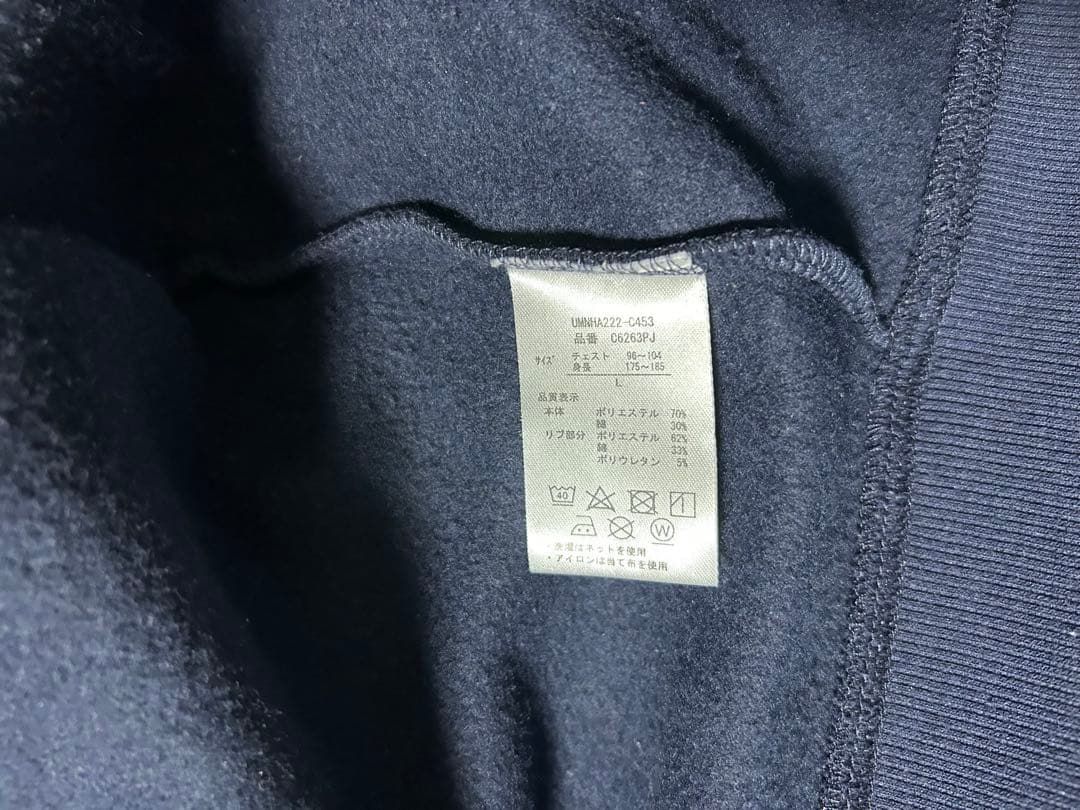 UMNHA222-C453
品番 C6263PJ
サイズ チェスト 96～104
身長 175～185
L
品質表示
本体 ポリエステル 70%
綿 30%
リブ部分 ポリエステル 62%
綿 33%
ポリウレタン 5%
40
W
・洗濯はネットを使用
・アイロンは当て布を使用